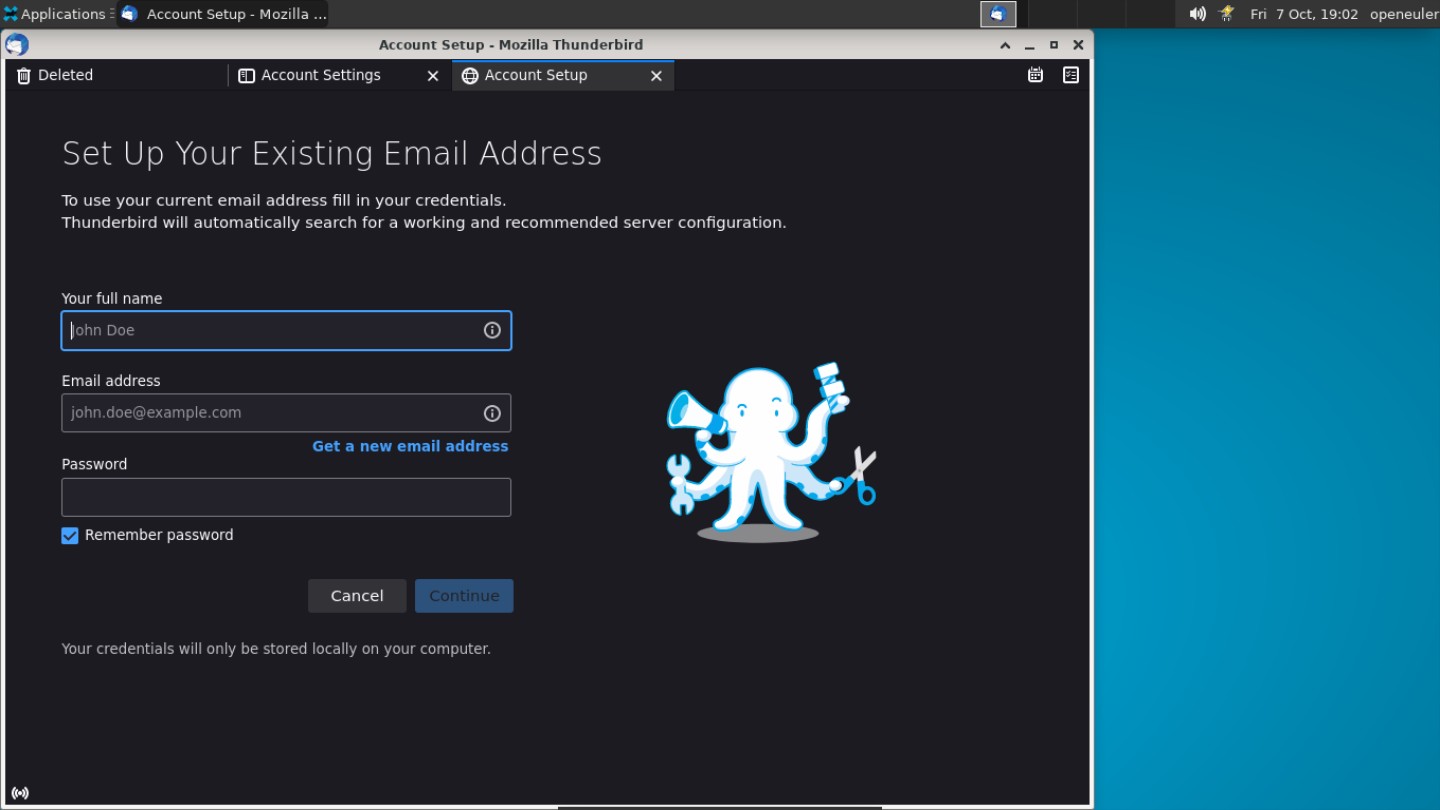 Applications
Account Setup - Mozilla ...
Fri 7 Oct, 19:02 openeuler
Account Setup - Mozilla Thunderbird
Deleted
Account Settings
Account Setup
Set Up Your Existing Email Address
To use your current email address fill in your credentials.
Thunderbird will automatically search for a working and recommended server configuration.
Your full name
John Doe
Email address
john.doe@example.com
Get a new email address
Password
Remember password
Cancel
Continue
Your credentials will only be stored locally on your computer.